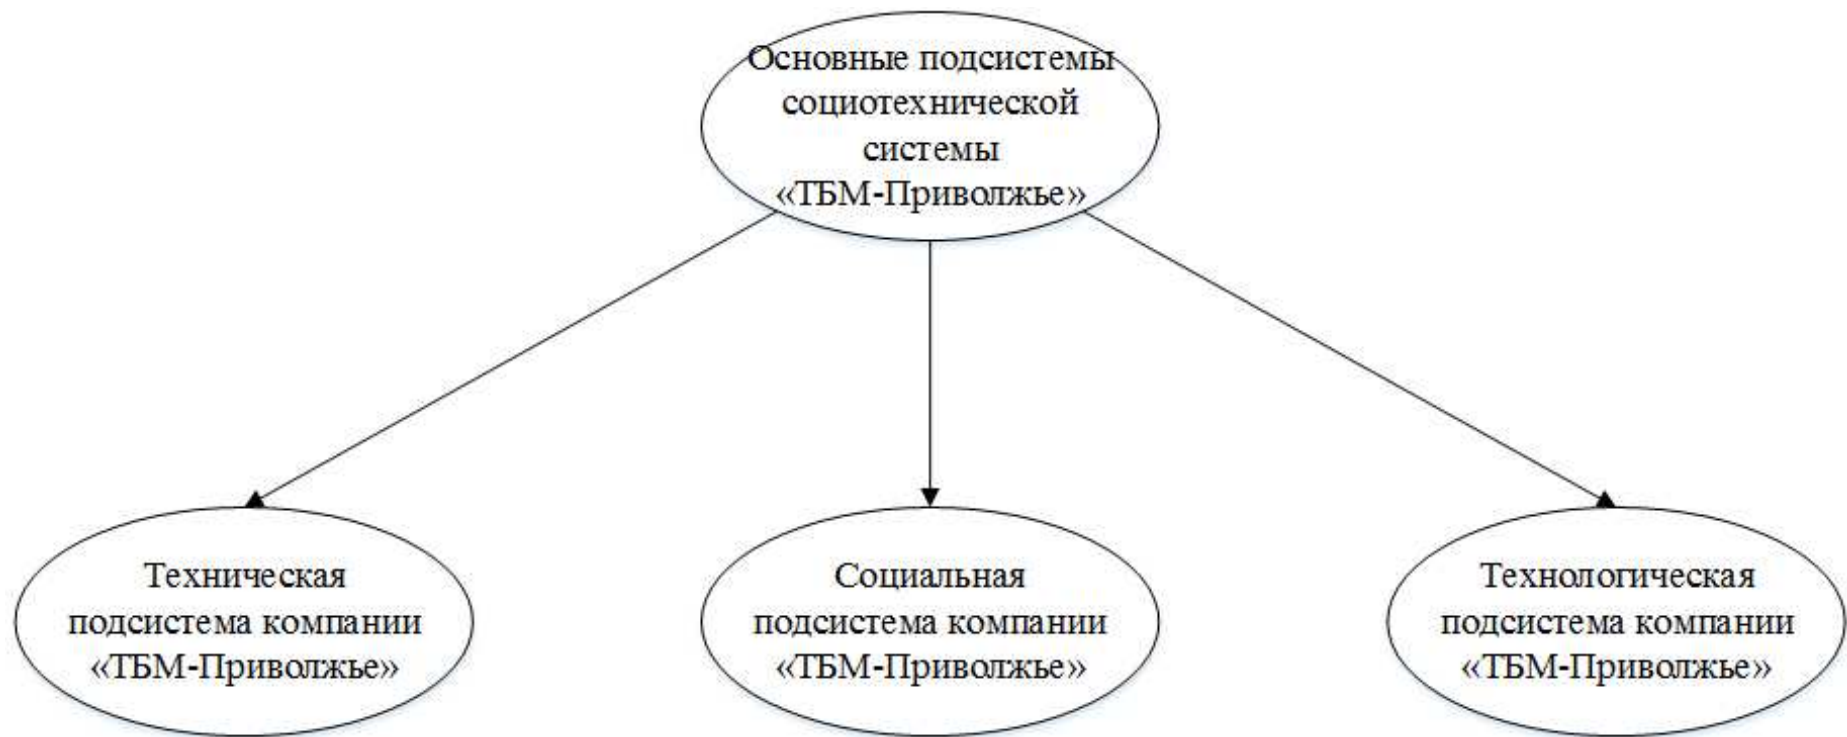 Основные подсистемы
социотехнической
системы
«ТБМ-Приволжье»
Техническая
подсистема компании
«ТБМ-Приволжье»
Социальная
подсистема компании
«ТБМ-Приволжье»
Технологическая
подсистема компании
«ТБМ-Приволжье»